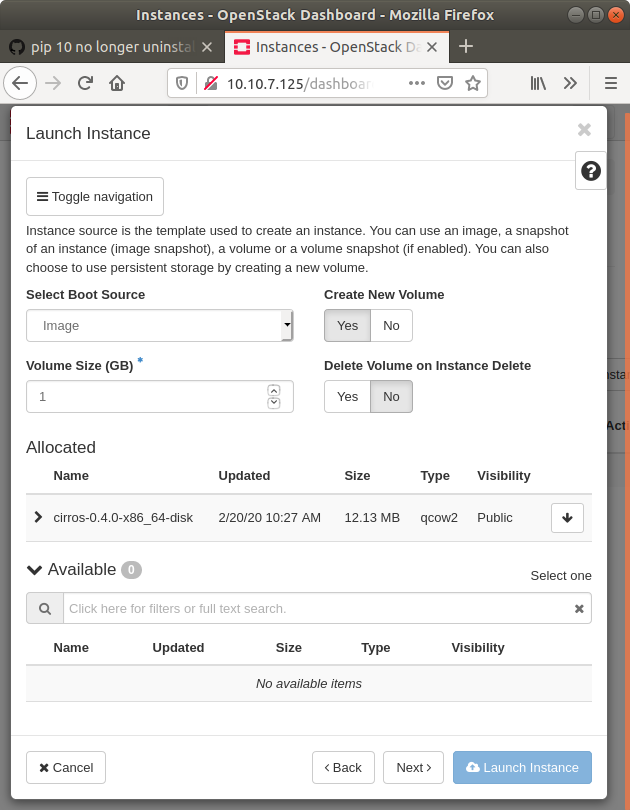 Instances - OpenStack Dashboard - Mozilla Firefox
pip 10 no longer uninstal
Instances - OpenStack Da
10.10.7.125/dashboar
Launch Instance
Toggle navigation
Instance source is the template used to create an instance. You can use an image, a snapshot
of an instance (image snapshot), a volume or a volume snapshot (if enabled). You can also
choose to use persistent storage by creating a new volume.
Select Boot Source
Create New Volume
Image
Yes No
Volume Size (GB) *
Delete Volume on Instance Delete
1
Yes No
Allocated
Name Updated Size Type Visibility
cirros-0.4.0-x86_64-disk 2/20/20 10:27 AM 12.13 MB qcow2 Public
Available 0
Select one
Click here for filters or full text search.
Name Updated Size Type Visibility
No available items
Cancel
Back
Next
Launch Instance
nstan
Acti